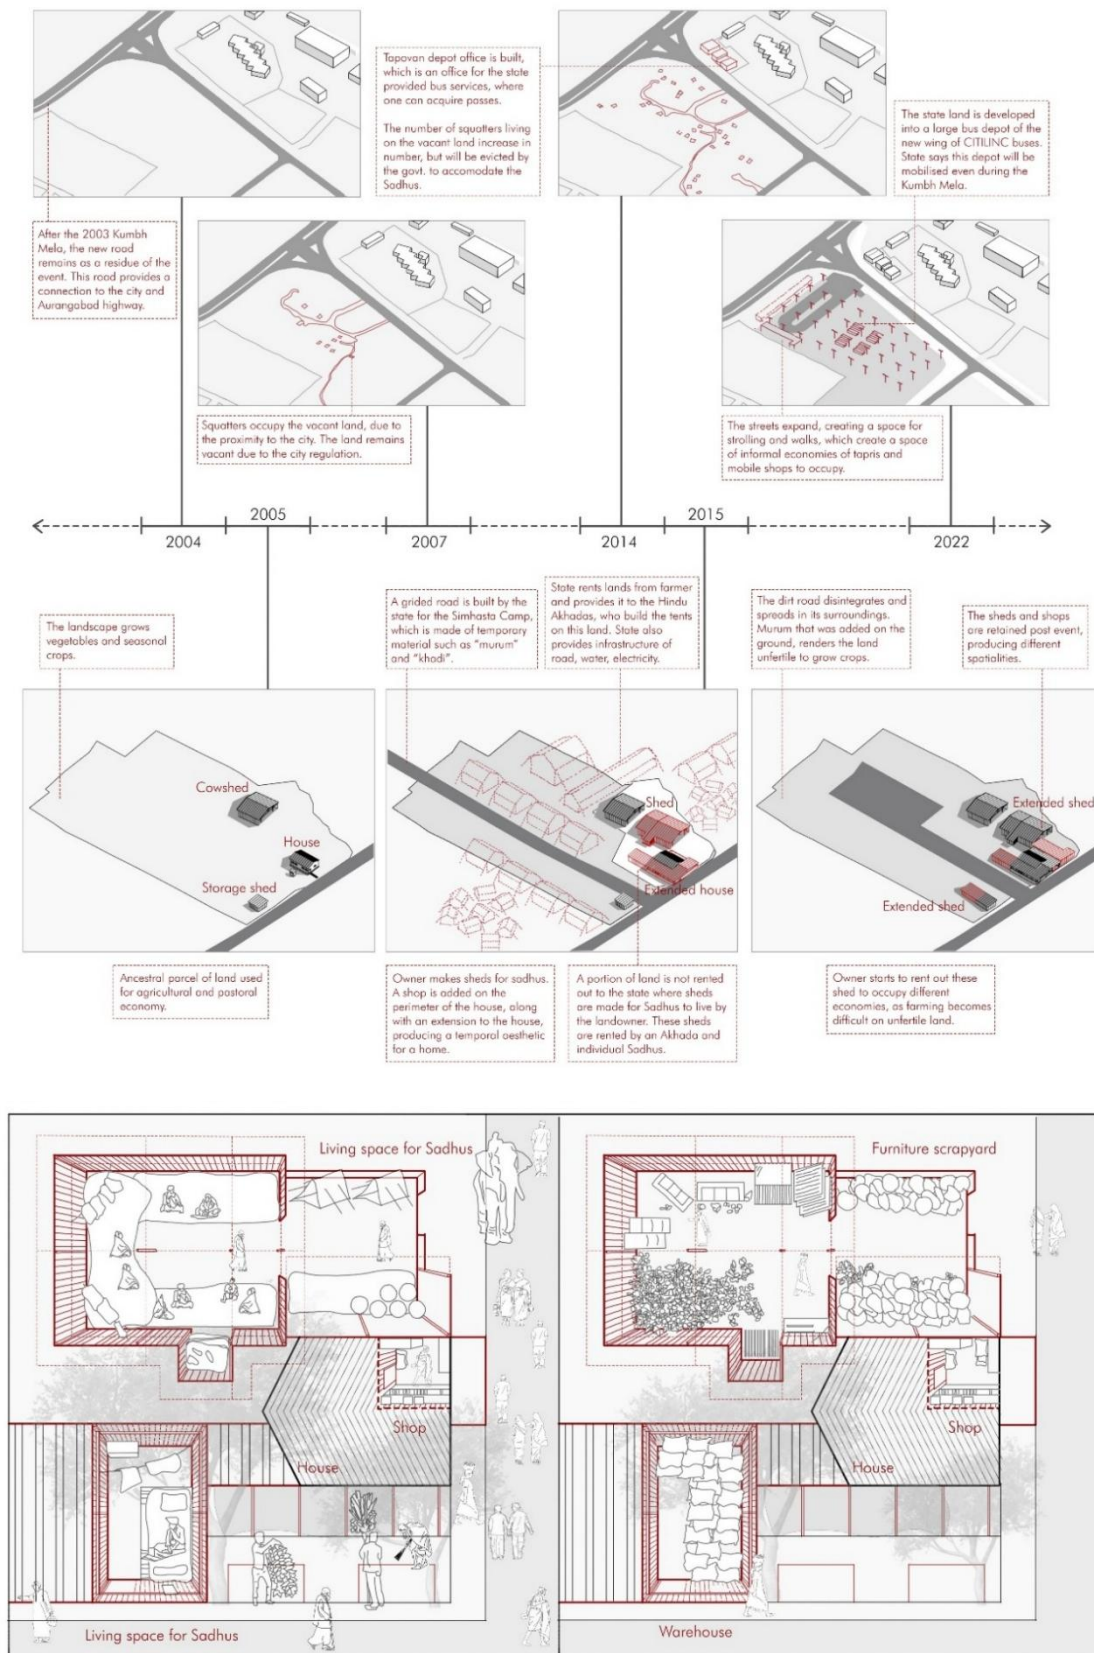 Tapovan depot office is built,
which is an office for the state
provided bus services, where
one can acquire passes.
The number of squatters living
on the vacant land increase in
number, but will be evicted by
the govt. to accomodate the
Sadhus.
The state land is developed
into a large bus depot of the
new wing of CITILINC buses.
State says this depot will be
mobilised even during the
Kumbh Mela.
After the 2003 Kumbh
Mela, the new road
remains as a residue of the
event. This road provides a
connection to the city and
Aurangabad highway.
Squatters occupy the vacant land, due to
the proximity to the city. The land remains
vacant due to the city regulation.
The streets expand, creating a space for
strolling and walks, which create a space
of informal economies of tapris and
mobile shops to occupy.
2004
2005
2007
2014
2015
2022
The landscape grows
vegetables and seasonal
crops.
A grided road is built by the
state for the Simhasta Camp,
which is made of temporary
material such as "murum"
and "khadi".
State rents lands from farmer
and provides it to the Hindu
Akhadas, who build the tents
on this land. State also
provides infrastructure of
road, water, electricity.
The dirt road disintegrates and
spreads in its surroundings.
Murum that was added on the
ground, renders the land
unfertile to grow crops.
The sheds and shops
are retained post event,
producing different
spatialities.
Cowshed
House
Storage shed
Shed
Extended house
Extended shed
Extended shed
Ancestral parcel of land used
for agricultural and pastoral
economy.
Owner makes sheds for sadhus.
A shop is added on the
perimeter of the house, along
with an extension to the house,
producing a temporal aesthetic
for a home.
A portion of land is not rented
out to the state where sheds
are made for Sadhus to live by
the landowner. These sheds
are rented by an Akhada and
individual Sadhus.
Owner starts to rent out these
shed to occupy different
economies, as farming becomes
difficult on unfertile land.
Living space for Sadhus
Shop
House
Living space for Sadhus
Furniture scrapyard
Shop
House
Warehouse